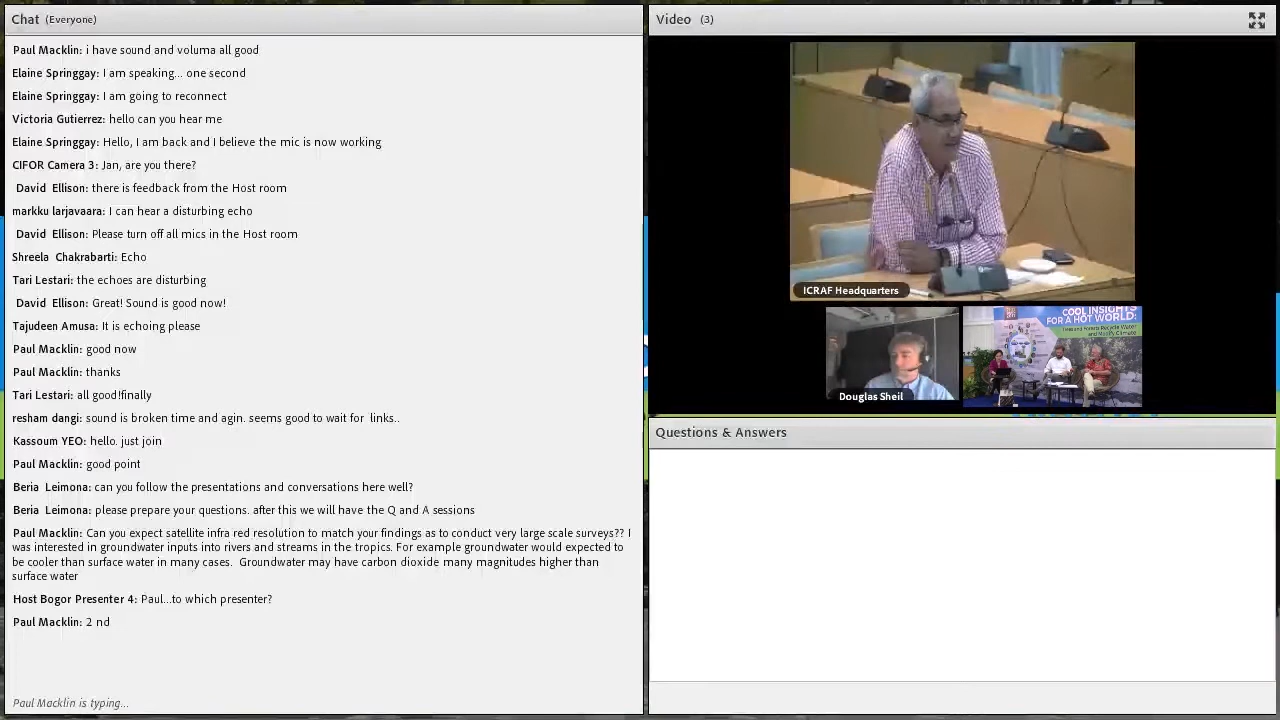 Chat (Everyone)
Paul Macklin: i have sound and voluma all good
Elaine Springgay: I am speaking... one second
Elaine Springgay: I am going to reconnect
Victoria Gutierrez: hello can you hear me
Elaine Springgay: Hello, I am back and I believe the mic is now working
CIFOR Camera 3: Jan, are you there?
David Ellison: there is feedback from the Host room
markku larjavaara: I can hear a disturbing echo
David Ellison: Please turn off all mics in the Host room
Shreela Chakrabarti: Echo
Tari Lestari: the echoes are disturbing
David Ellison: Great! Sound is good now!
Tajudeen Amusa: It is echoing please
Paul Macklin: good now
Paul Macklin: thanks
Tari Lestari: all good!finally
resham dangi: sound is broken time and agin. seems good to wait for links..
Kassoum YEO: hello. just join
Paul Macklin: good point
Beria Leimona: can you follow the presentations and conversations here well?
Beria Leimona: please prepare your questions. after this we will have the Q and A sessions
Paul Macklin: Can you expect satellite infra red resolution to match your findings as to conduct very large scale surveys?? I
was interested in groundwater inputs into rivers and streams in the tropics. For example groundwater would expected to
be cooler than surface water in many cases. Groundwater may have carbon dioxide many magnitudes higher than
surface water
Host Bogor Presenter 4: Paul...to which presenter?
Paul Macklin: 2 nd
Paul Macklin is typing...
Video (3)
ICRAF Headquarters
Douglas Sheil
COOL INSIGHTS
FOR A HOT WORLD:
Trees and Forests Recycle Water
and Modify Climate
Questions & Answers